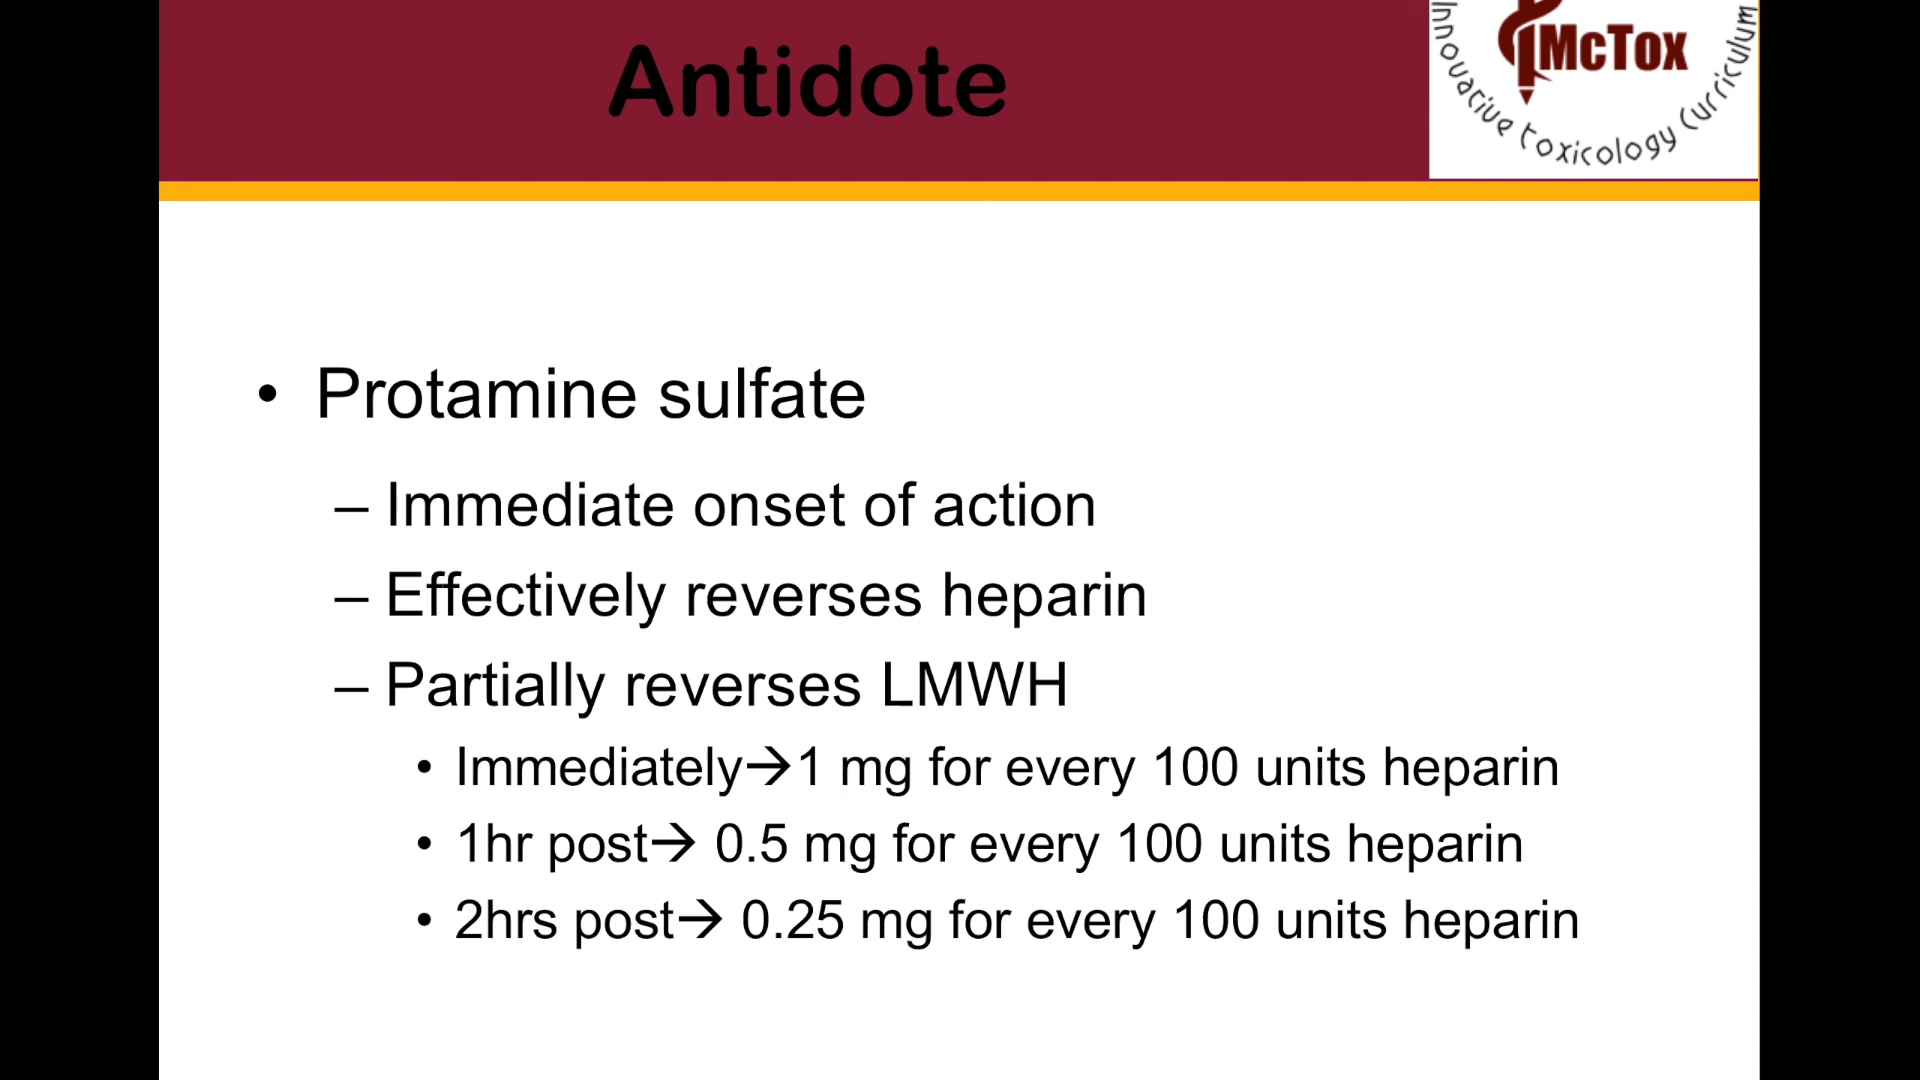 Antidote
McTox
Innovative Toxicology Curriculum
• Protamine sulfate
– Immediate onset of action
– Effectively reverses heparin
– Partially reverses LMWH
• Immediately→1 mg for every 100 units heparin
• 1hr post→ 0.5 mg for every 100 units heparin
• 2hrs post→ 0.25 mg for every 100 units heparin